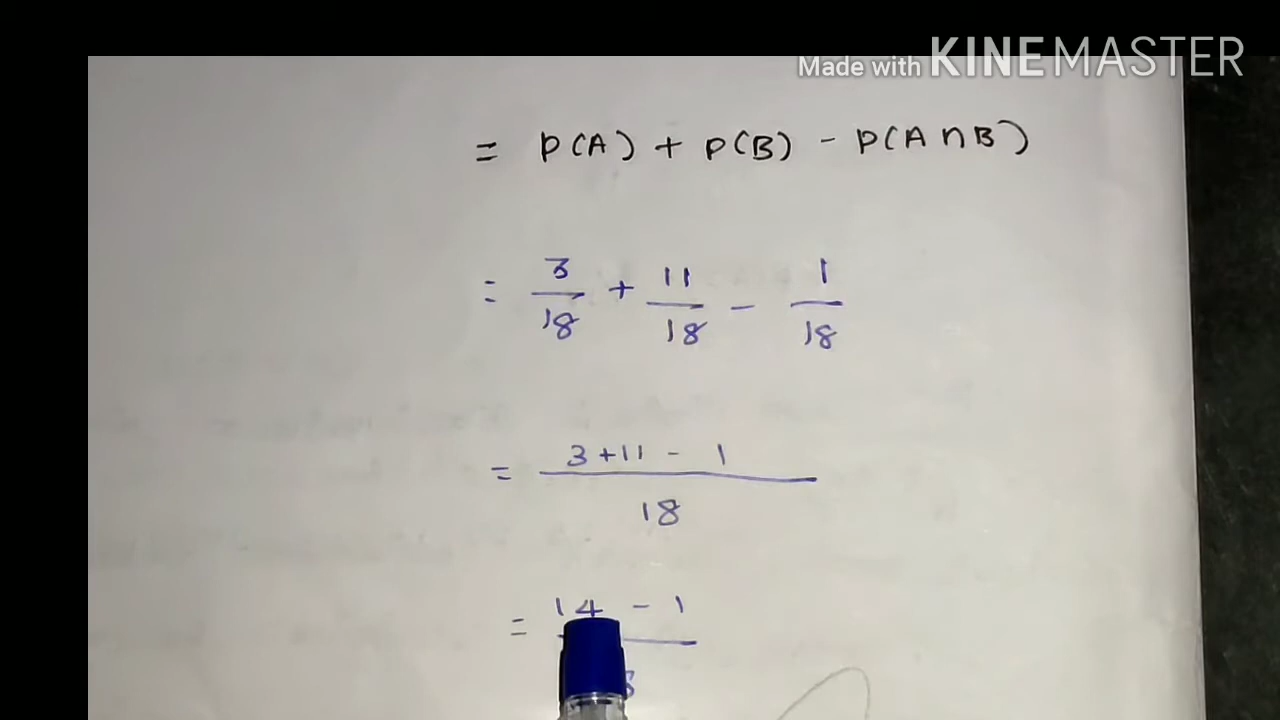 Made with KINEMASTER
= P(A) + P(B) - P(A∩B)
= 3/18 + 11/18 - 1/18
= 3+11-1/18
= 14-1